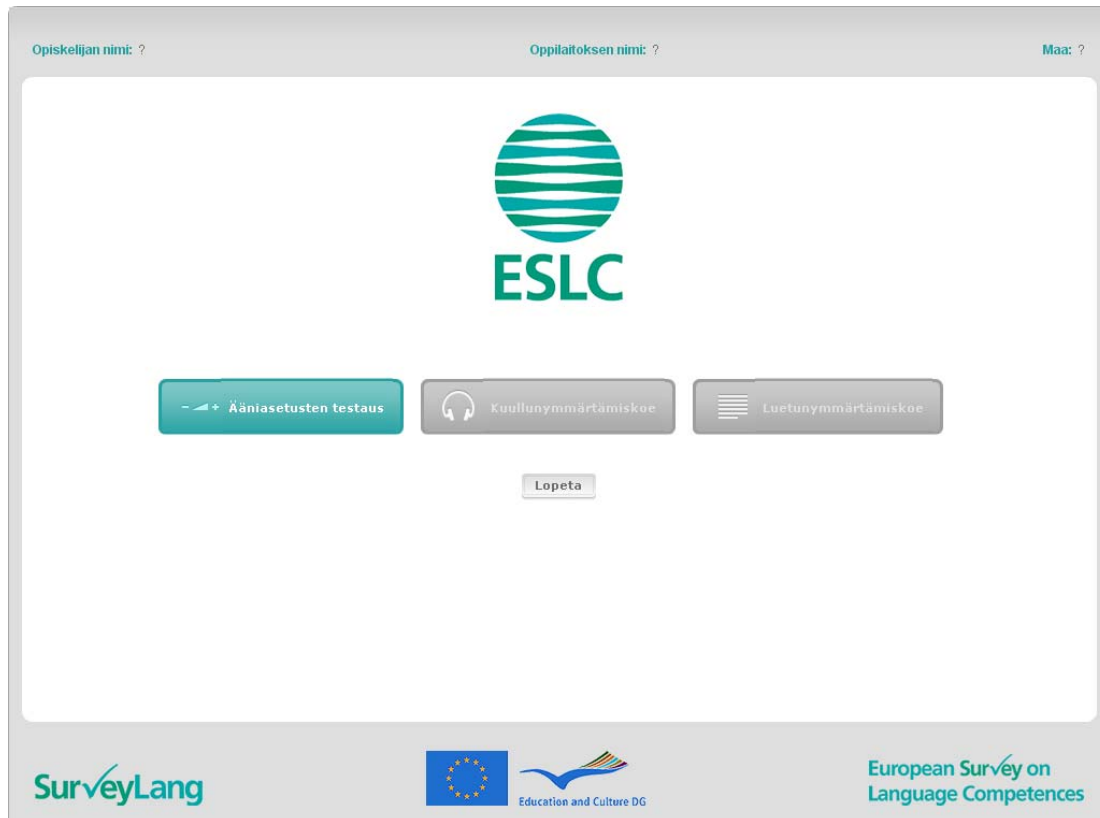 Opiskelijan nimi: ?
Oppilaitoksen nimi: ?
Maa: ?
ESLC
- + Ääniasetusten testaus
Kuullunymmärtämiskoe
Luetunymmärtämiskoe
Lopeta
SurveyLang
Education and Culture DG
European Survey on
Language Competences